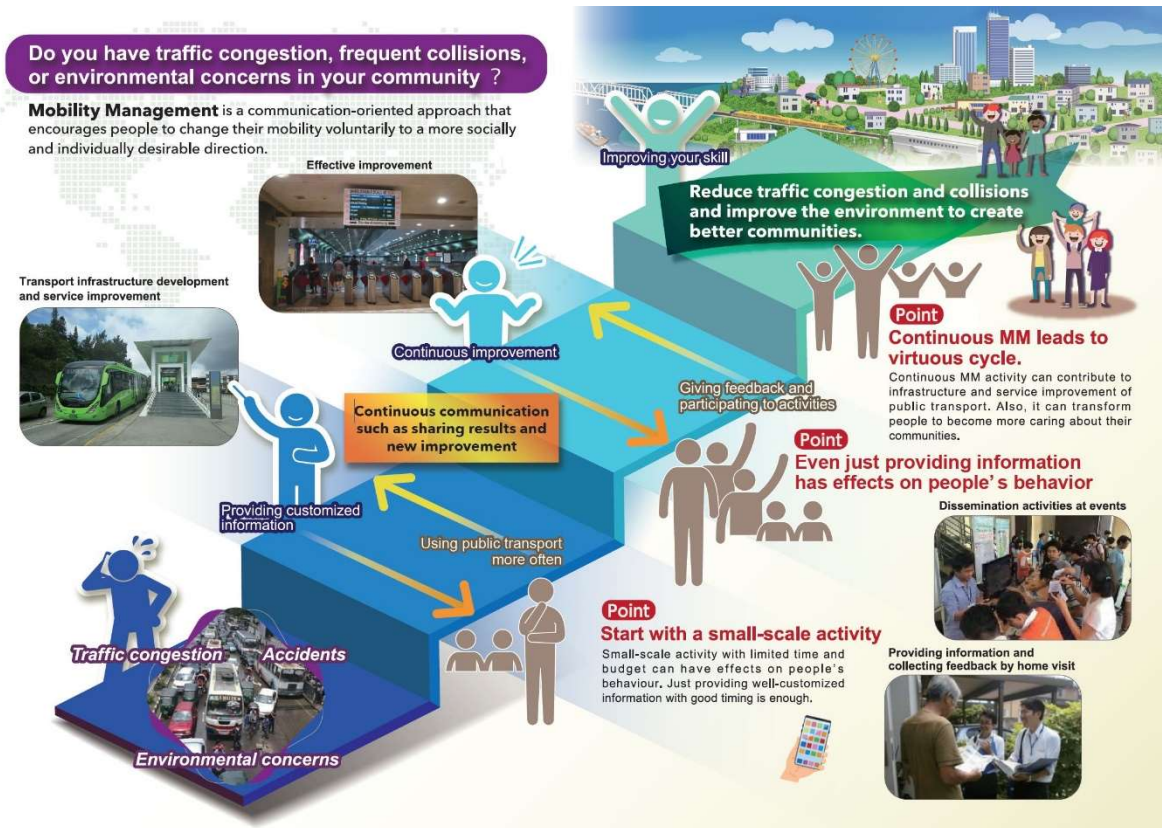 Do you have traffic congestion, frequent collisions,
or environmental concerns in your community ?
Mobility Management is a communication-oriented approach that
encourages people to change their mobility voluntarily to a more socially
and individually desirable direction.
Effective improvement
Transport infrastructure development
and service improvement
Improving your skill
Reduce traffic congestion and collisions
and improve the environment to create
better communities.
Continuous improvement
Continuous communication
such as sharing results and
new improvement
Giving feedback and
participating to activities
Point
Continuous MM leads to
virtuous cycle.
Continuous MM activity can contribute to
infrastructure and service improvement of
public transport. Also, it can transform
people to become more caring about their
communities.
Point
Even just providing information
has effects on people's behavior
Providing customized
information
Using public transport
more often
Dissemination activities at events
Point
Start with a small-scale activity
Small-scale activity with limited time and
budget can have effects on people's
behaviour. Just providing well-customized
information with good timing is enough.
Providing information and
collecting feedback by home visit
Traffic congestion
Accidents
Environmental concerns